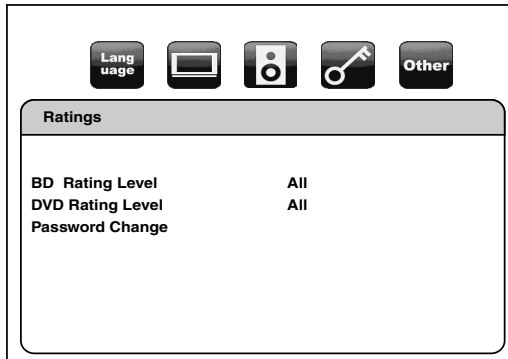 Lang
uage
Other
Ratings
BD Rating Level All
DVD Rating Level All
Password Change